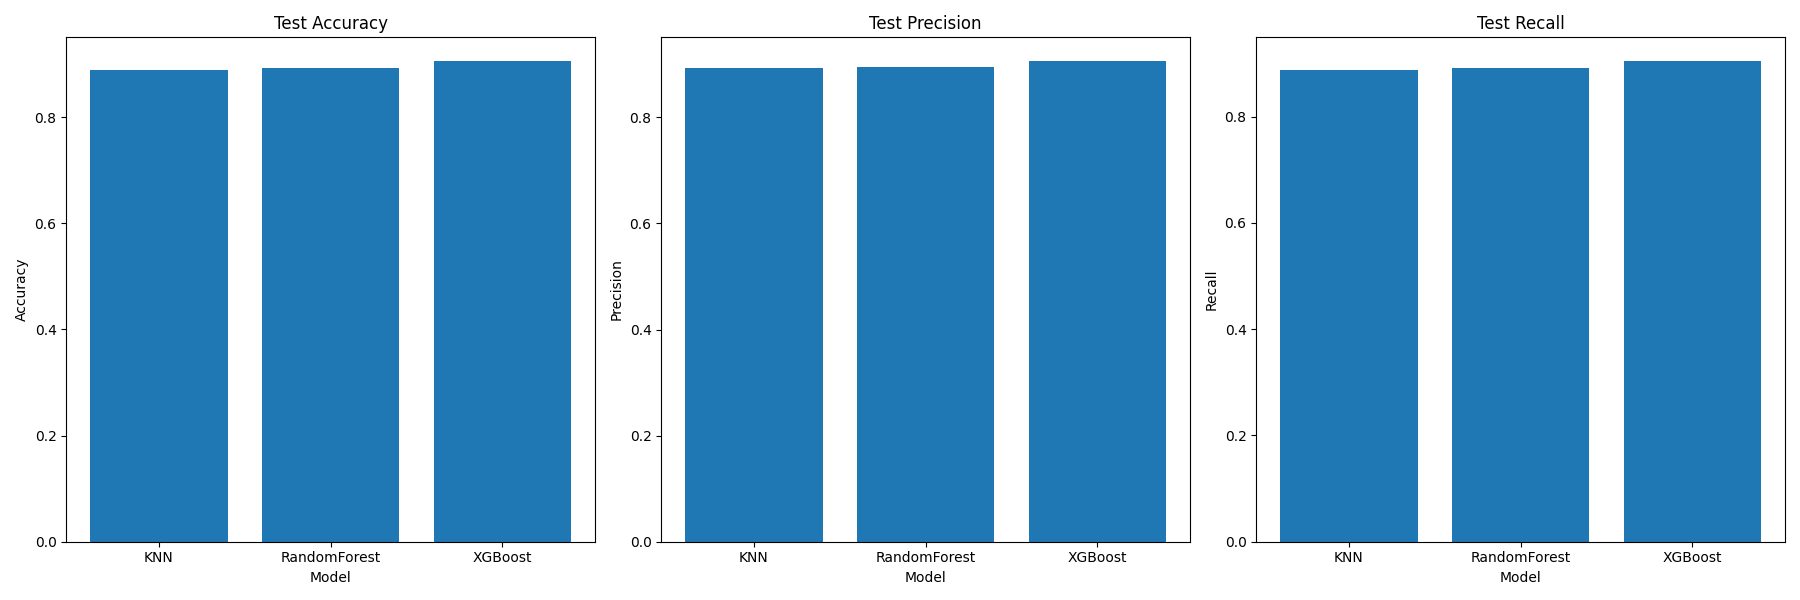 Test Accuracy
Accuracy
0.8
0.6
0.4
0.2
0.0
KNN RandomForest XGBoost
Model
Test Precision
Precision
0.8
0.6
0.4
0.2
0.0
KNN RandomForest XGBoost
Model
Test Recall
Recall
0.8
0.6
0.4
0.2
0.0
KNN RandomForest XGBoost
Model